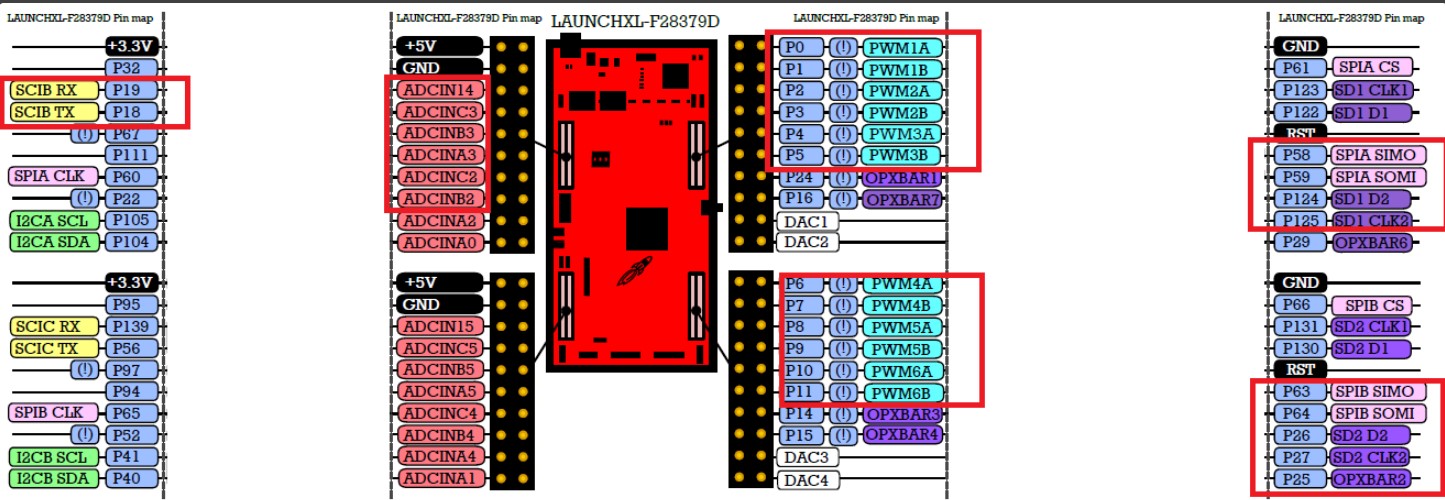 LAUNCHXL-F28379D Pin map
+3.3V
P32
SCIB RX P19
SCIB TX P18
(!) P67
P111
SPIA CLK P60
(!) P22
I2CA SCL P105
I2CA SDA P104
+3.3V
P95
SCIC RX P139
SCIC TX P56
(!) P97
P94
SPIB CLK P65
(!) P52
I2CB SCL P41
I2CB SDA P40
LAUNCHXL-F28379D Pin map
+5V
GND
ADCIN14
ADCINC3
ADCINB3
ADCINA3
ADCINC2
ADCINB2
ADCINA2
ADCINA0
+5V
GND
ADCIN15
ADCINC5
ADCINB5
ADCINA5
ADCINC4
ADCINB4
ADCINA4
ADCINA1
LAUNCHXL-F28379D
LAUNCHXL-F28379D Pin map
P0 (!) PWM1A
P1 (!) PWM1B
P2 (!) PWM2A
P3 (!) PWM2B
P4 (!) PWM3A
P5 (!) PWM3B
P24 (!) OPXBAR1
P16 (!) OPXBAR7
DAC1
DAC2
P6 (!) PWM4A
P7 (!) PWM4B
P8 (!) PWM5A
P9 (!) PWM5B
P10 (!) PWM6A
P11 (!) PWM6B
P14 (!) OPXBAR3
P15 (!) OPXBAR4
DAC3
DAC4
LAUNCHXL-F28379D Pin map
GND
P61 SPIA CS
P123 SD1 CLK1
P122 SD1 D1
RST
P58 SPIA SIMO
P59 SPIA SOMI
P124 SD1 D2
P125 SD1 CLK2
P29 OPXBAR6
GND
P66 SPIB CS
P131 SD2 CLK1
P130 SD2 D1
RST
P63 SPIB SIMO
P64 SPIB SOMI
P26 SD2 D2
P27 SD2 CLK2
P25 OPXBAR2